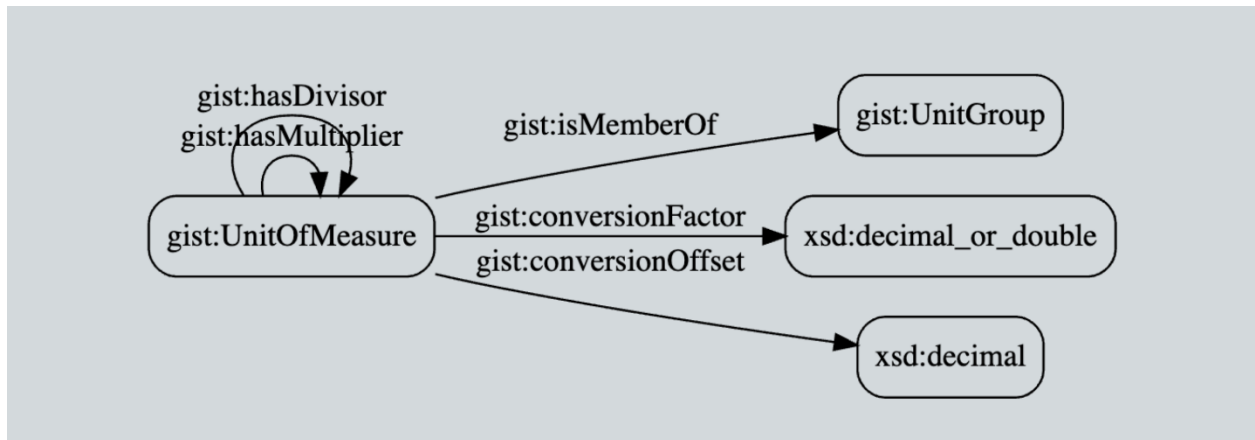 gist:hasDivisor
gist:hasMultiplier
gist:isMemberOf
gist:UnitGroup
gist:UnitOfMeasure
gist:conversionFactor
xsd:decimal_or_double
gist:conversionOffset
xsd:decimal